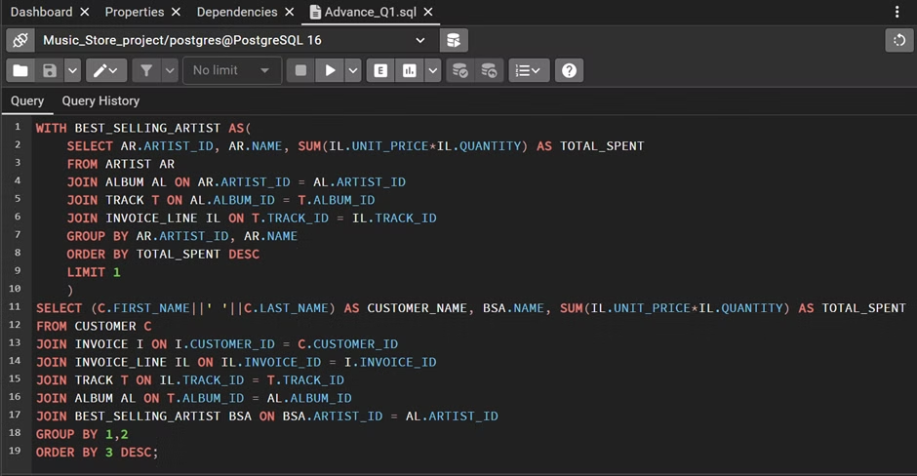 Dashboard × Properties × Dependencies × Advance_Q1.sql ×
Music_Store_project/postgres@PostgreSQL 16
No limit
E
Query Query History
1 WITH BEST_SELLING_ARTIST AS(
2 SELECT AR.ARTIST_ID, AR.NAME, SUM(IL.UNIT_PRICE*IL.QUANTITY) AS TOTAL_SPENT
3 FROM ARTIST AR
4 JOIN ALBUM AL ON AR.ARTIST_ID = AL.ARTIST_ID
5 JOIN TRACK T ON AL.ALBUM_ID = T.ALBUM_ID
6 JOIN INVOICE_LINE IL ON T.TRACK_ID = IL.TRACK_ID
7 GROUP BY AR.ARTIST_ID, AR.NAME
8 ORDER BY TOTAL_SPENT DESC
9 LIMIT 1
10 )
11 SELECT (C.FIRST_NAME||' '||C.LAST_NAME) AS CUSTOMER_NAME, BSA.NAME, SUM(IL.UNIT_PRICE*IL.QUANTITY) AS TOTAL_SPENT
12 FROM CUSTOMER C
13 JOIN INVOICE I ON I.CUSTOMER_ID = C.CUSTOMER_ID
14 JOIN INVOICE_LINE IL ON IL.INVOICE_ID = I.INVOICE_ID
15 JOIN TRACK T ON IL.TRACK_ID = T.TRACK_ID
16 JOIN ALBUM AL ON T.ALBUM_ID = AL.ALBUM_ID
17 JOIN BEST_SELLING_ARTIST BSA ON BSA.ARTIST_ID = AL.ARTIST_ID
18 GROUP BY 1,2
19 ORDER BY 3 DESC;